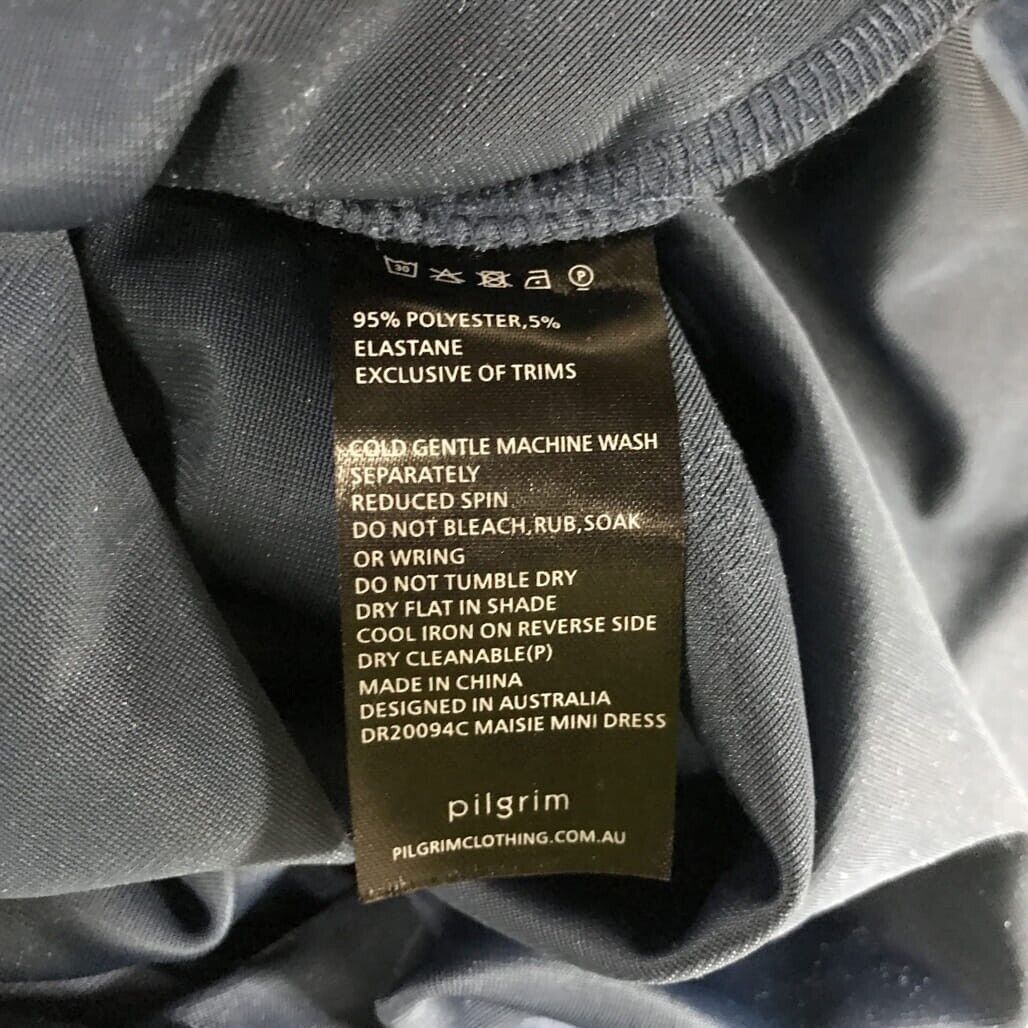 30 P
95% POLYESTER,5%
ELASTANE
EXCLUSIVE OF TRIMS
COLD GENTLE MACHINE WASH
SEPARATELY
REDUCED SPIN
DO NOT BLEACH,RUB,SOAK
OR WRING
DO NOT TUMBLE DRY
DRY FLAT IN SHADE
COOL IRON ON REVERSE SIDE
DRY CLEANABLE(P)
MADE IN CHINA
DESIGNED IN AUSTRALIA
DR20094C MAISIE MINI DRESS
pilgrim
PILGRIMCLOTHING.COM.AU